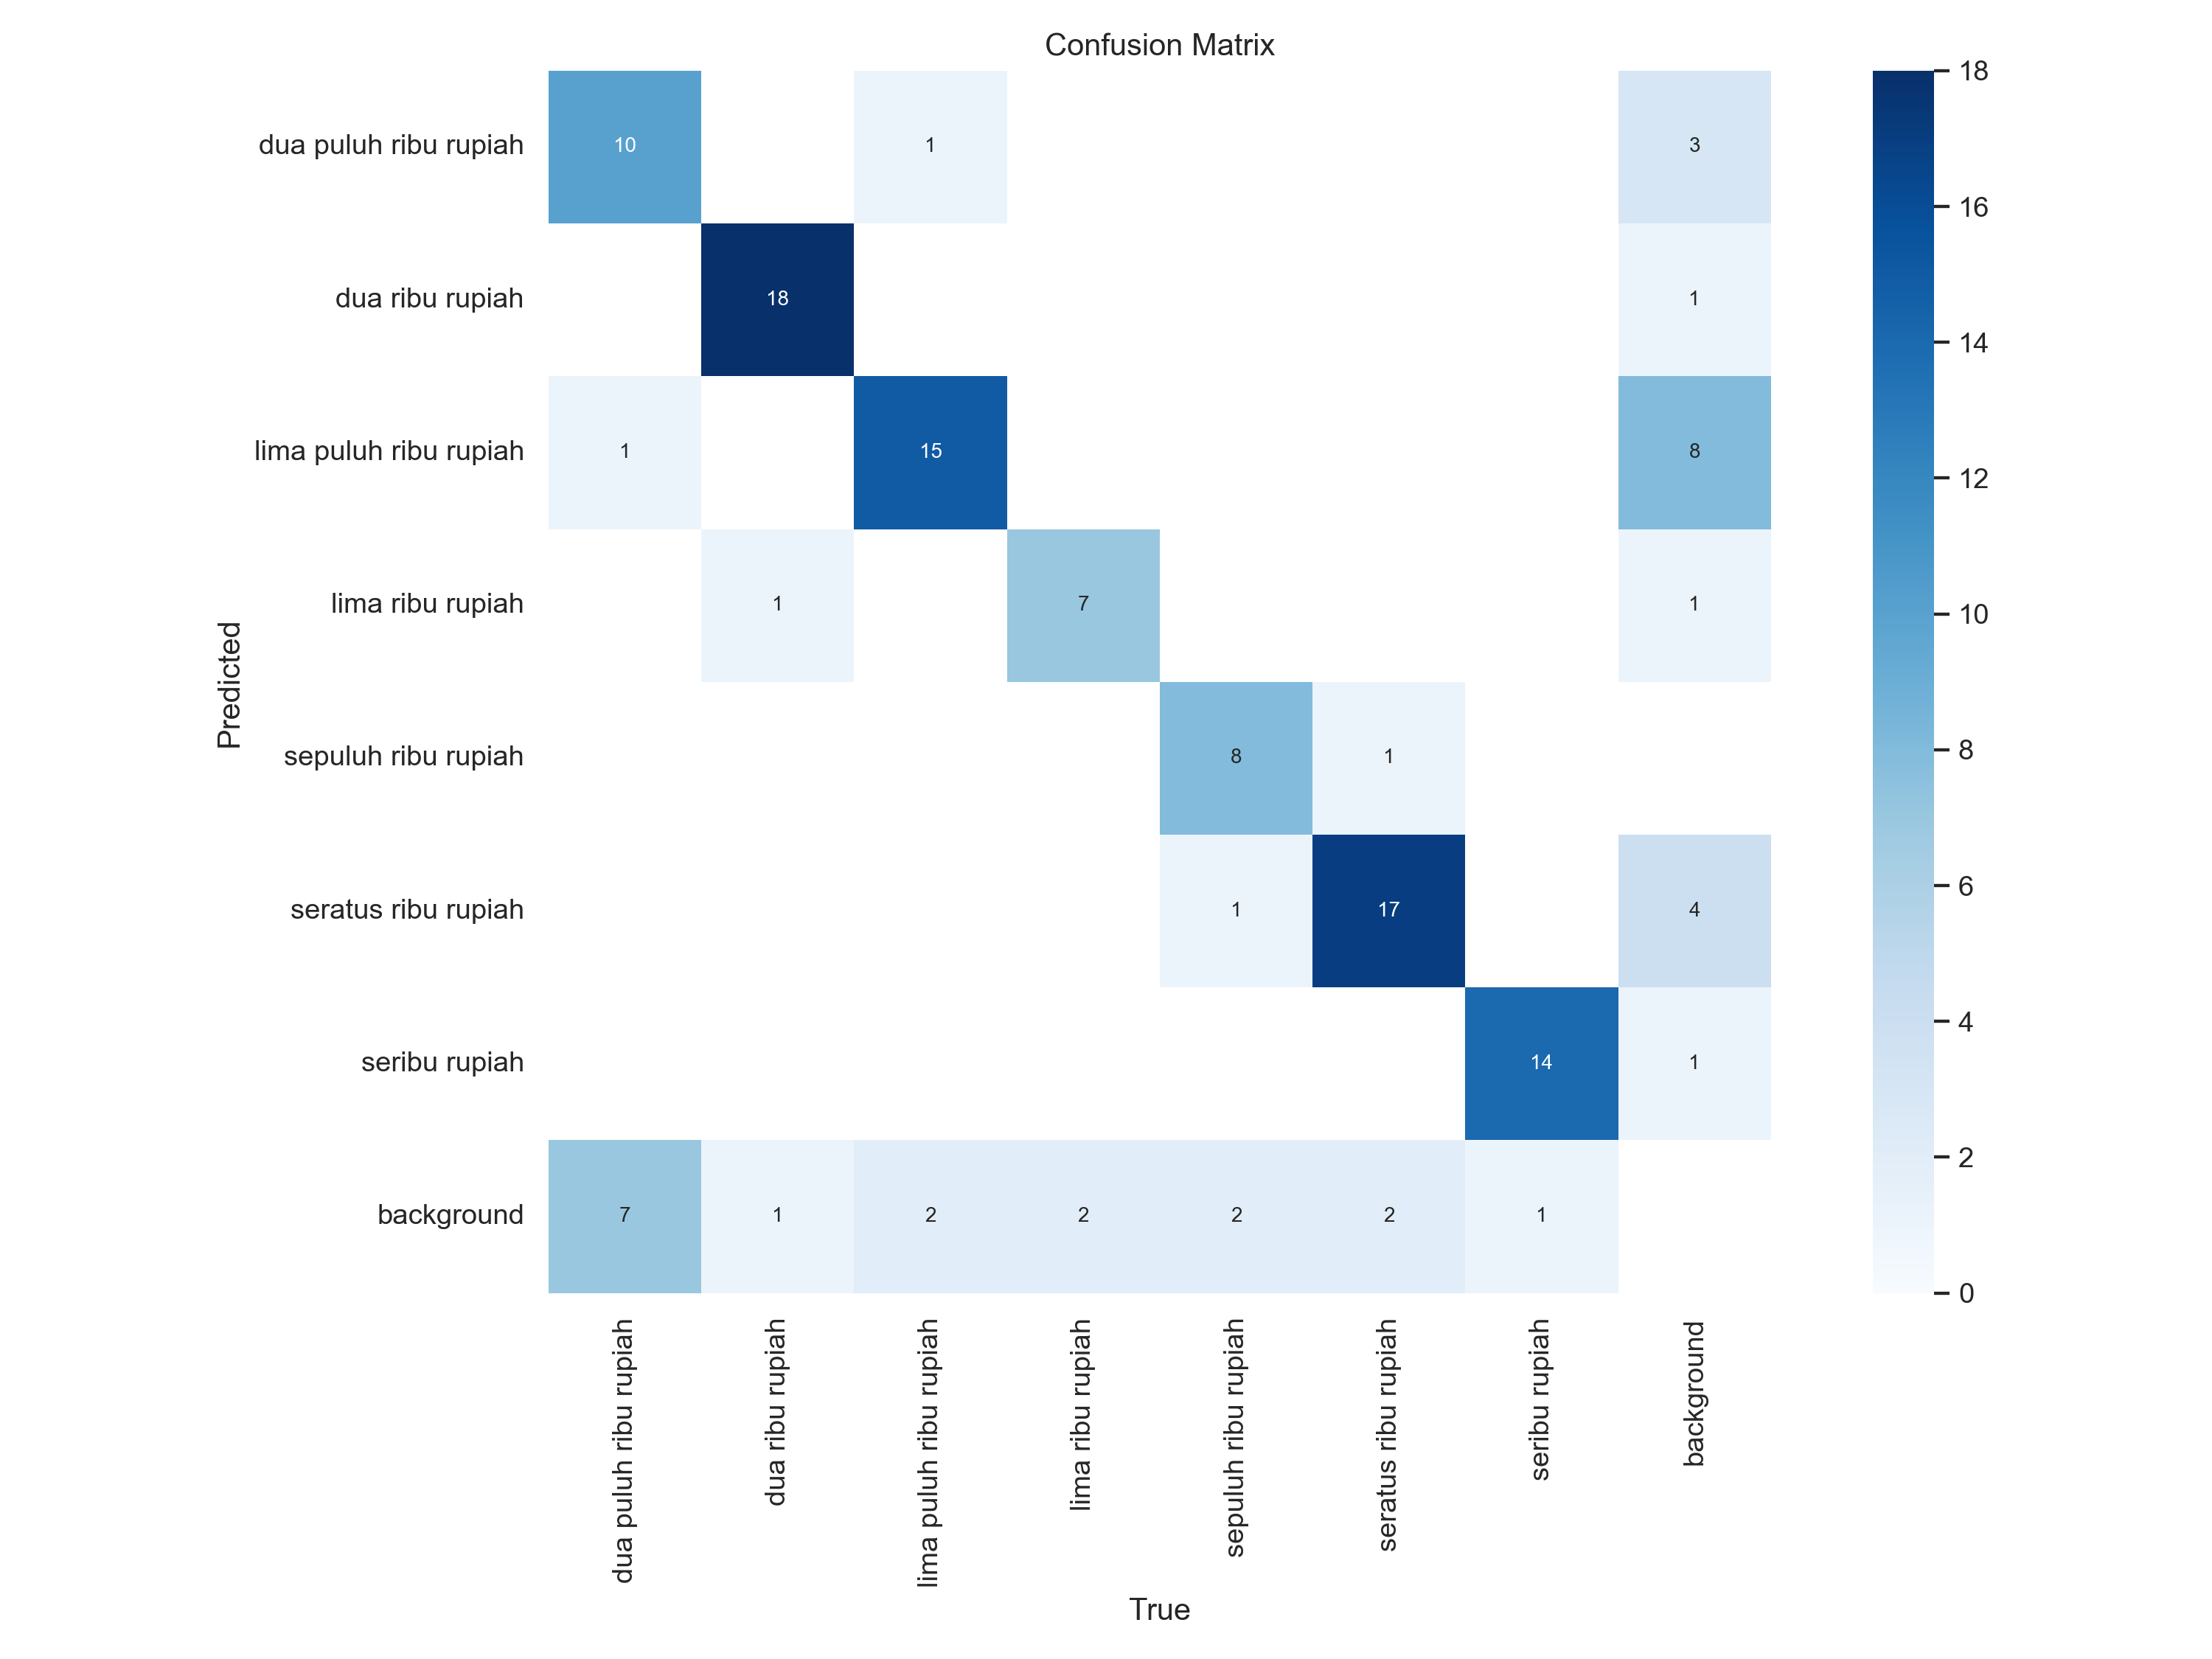 Confusion Matrix
dua puluh ribu rupiah 10 1 3
dua ribu rupiah 18 1
lima puluh ribu rupiah 1 15 8
lima ribu rupiah 1 7 1
sepuluh ribu rupiah 8 1
seratus ribu rupiah 1 17 4
seribu rupiah 14 1
background 7 1 2 2 2 2 1
Predicted
dua puluh ribu rupiah
dua ribu rupiah
lima puluh ribu rupiah
lima ribu rupiah
sepuluh ribu rupiah
seratus ribu rupiah
seribu rupiah
background
True
18
16
14
12
10
8
6
4
2
0